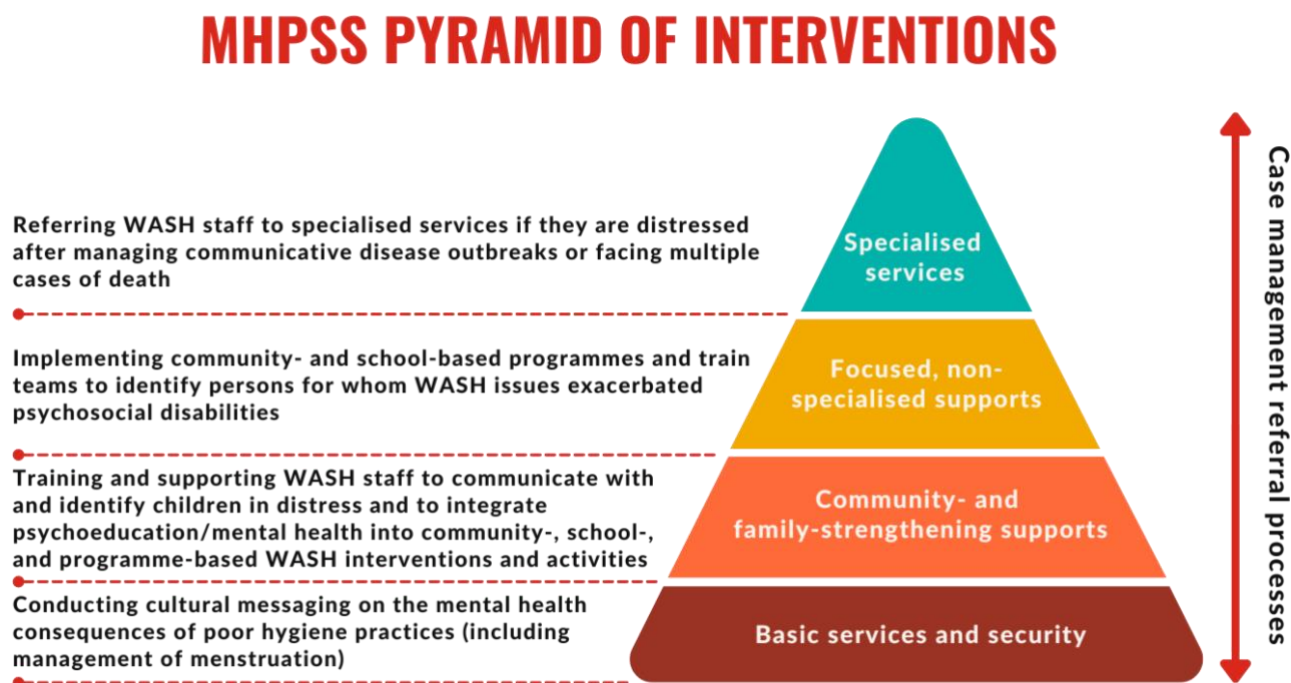 MHPSS PYRAMID OF INTERVENTIONS
Referring WASH staff to specialised services if they are distressed
after managing communicative disease outbreaks or facing multiple
cases of death
Specialised
services
Implementing community- and school-based programmes and train
teams to identify persons for whom WASH issues exacerbated
psychosocial disabilities
Focused, non-
specialised supports
Training and supporting WASH staff to communicate with
and identify children in distress and to integrate
psychoeducation/mental health into community-, school-,
and programme-based WASH interventions and activities
Community- and
family-strengthening supports
Conducting cultural messaging on the mental health
consequences of poor hygiene practices (including
management of menstruation)
Basic services and security
Case management referral processes